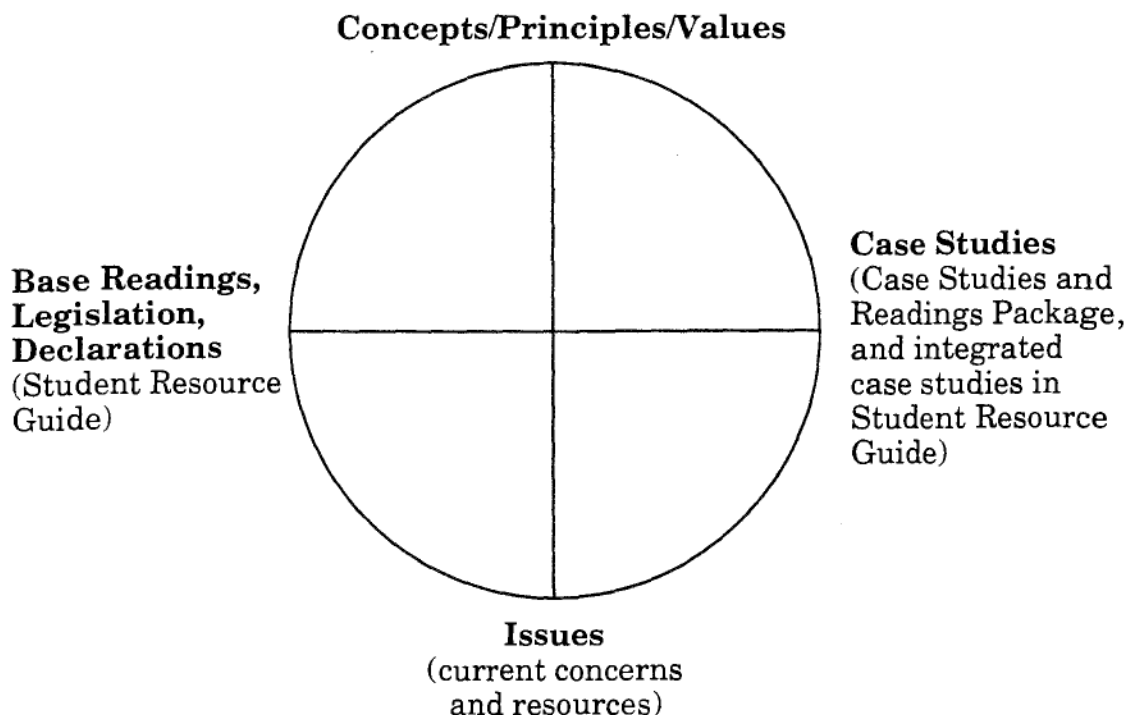 Concepts/Principles/Values
Base Readings,
Legislation,
Declarations
(Student Resource
Guide)
Case Studies
(Case Studies and
Readings Package,
and integrated
case studies in
Student Resource
Guide)
Issues
(current concerns
and resources)